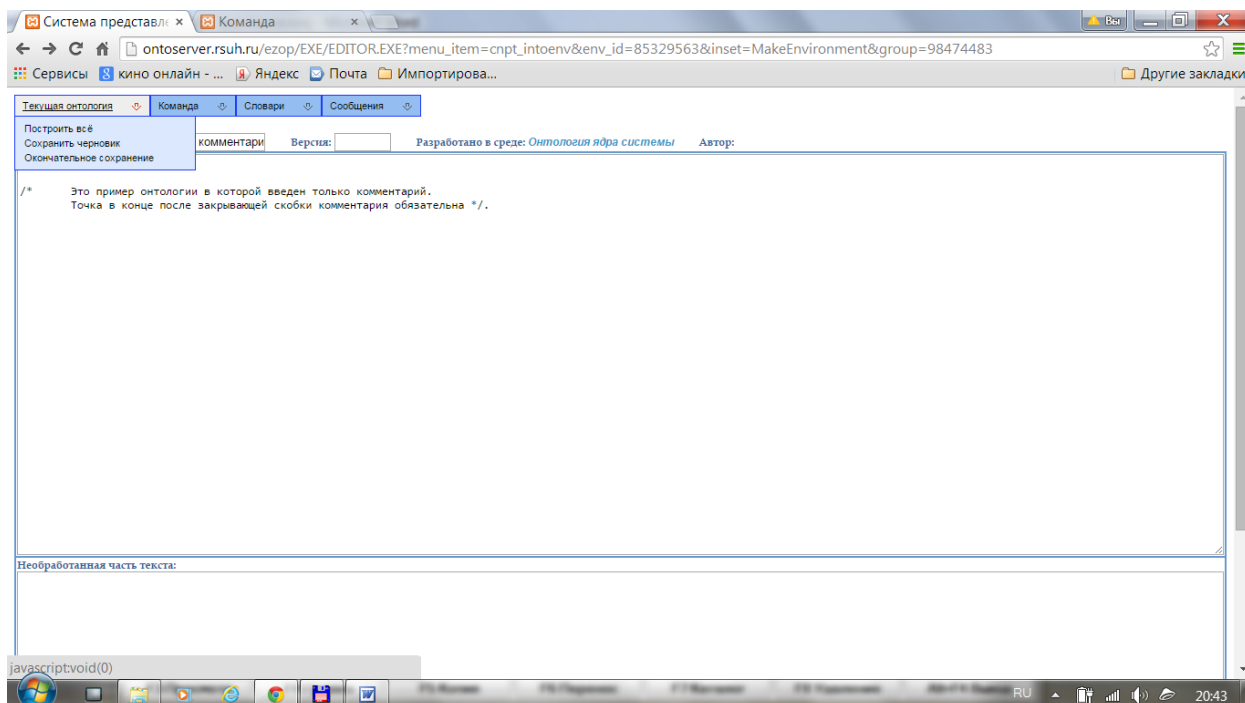 Система представле
Команда
Вы
ontoserver.rsuh.ru/ezop/EXE/EDITOR.EXE?menu_item=cnpt_intoenv&env_id=85329563&inset=MakeEnvironment&group=98474483
Сервисы кино онлайн - ... Яндекс Почта Импортирова... Другие закладки
Текущая онтология Команда Словари Сообщения
Построить всё
Сохранить черновик
Окончательное сохранение
комментари Версия: Разработано в среде: Онтология ядра системы Автор:
/* Это пример онтологии в которой введен только комментарий.
Точка в конце после закрывающей скобки комментария обязательна */.
Необработанная часть текста:
javascript:void(0)
RU 20:43